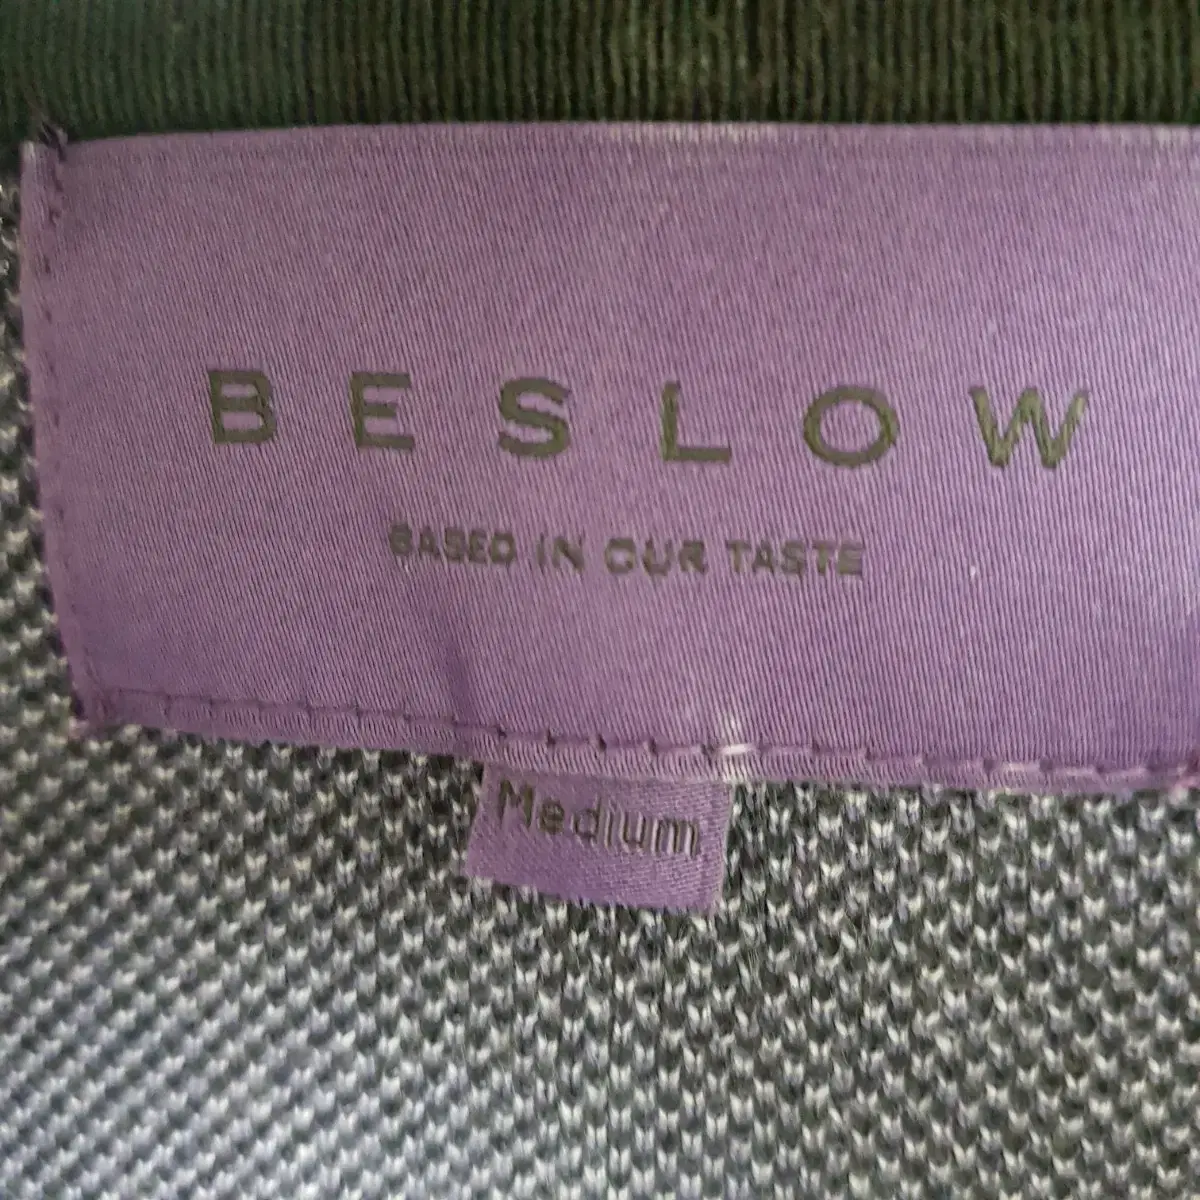 BESLOW
BASED IN OUR TASTE
Medium